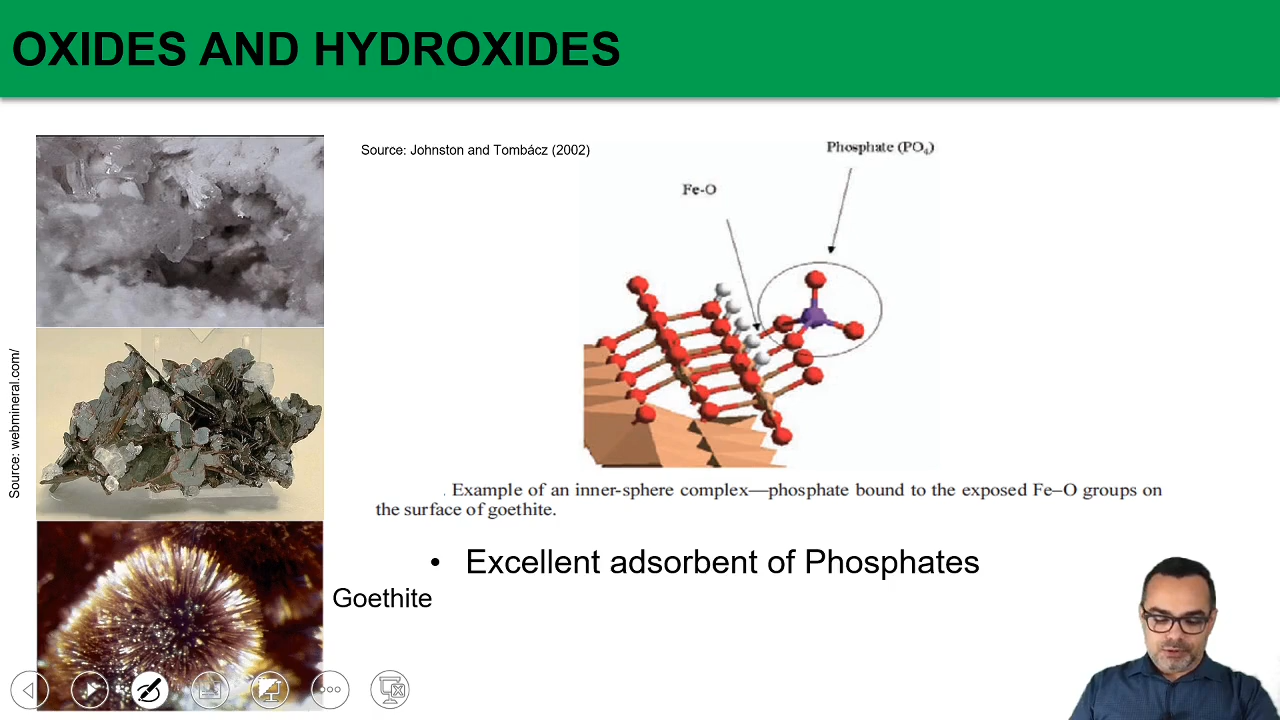 OXIDES AND HYDROXIDES
Source: Johnston and Tombácz (2002)
Phosphate (PO₄)
Fe-O
Source: webmineral.com/
. Example of an inner-sphere complex—phosphate bound to the exposed Fe–O groups on
the surface of goethite.
• Excellent adsorbent of Phosphates
Goethite